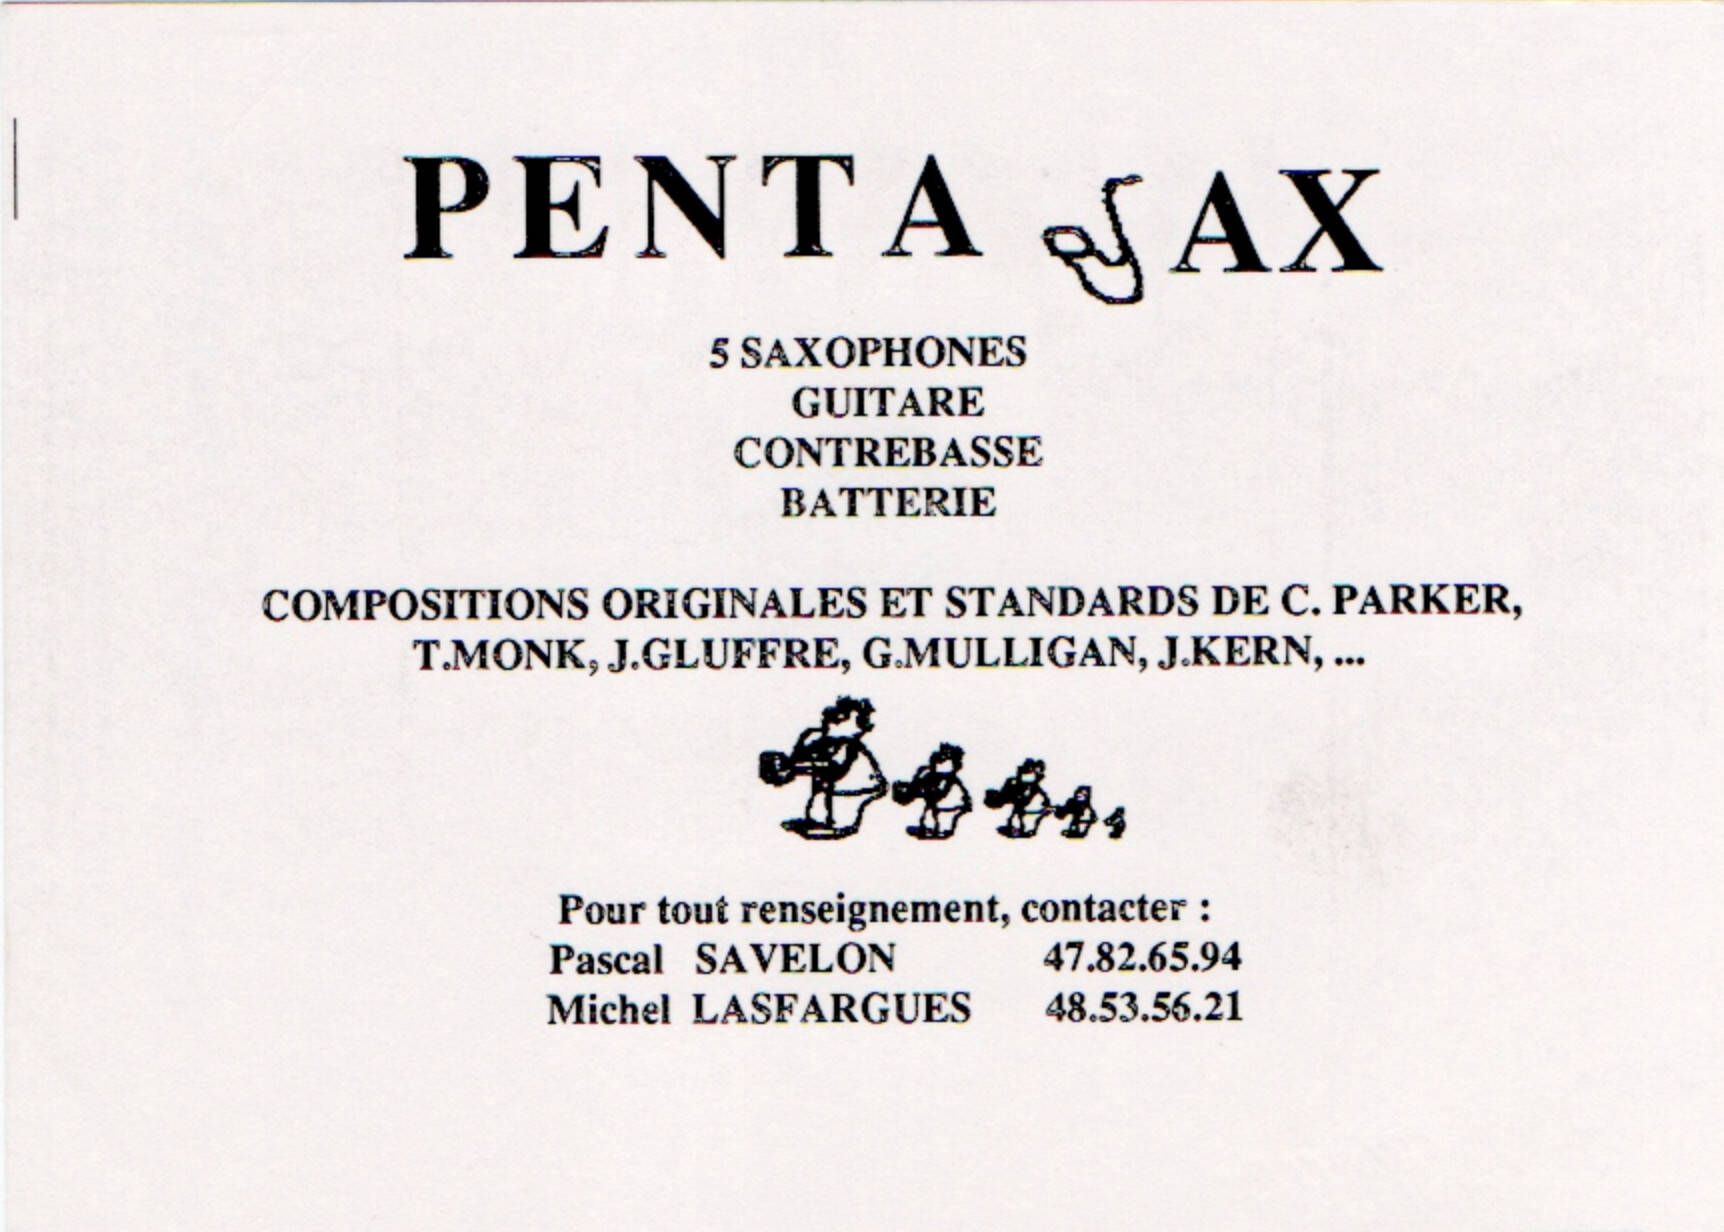 PENTA SAX
5 SAXOPHONES
GUITARE
CONTREBASSE
BATTERIE
COMPOSITIONS ORIGINALES ET STANDARDS DE C. PARKER,
T.MONK, J.GLUFFRE, G.MULLIGAN, J.KERN, ...
Pour tout renseignement, contacter :
Pascal SAVELON 47.82.65.94
Michel LASFARGUES 48.53.56.21